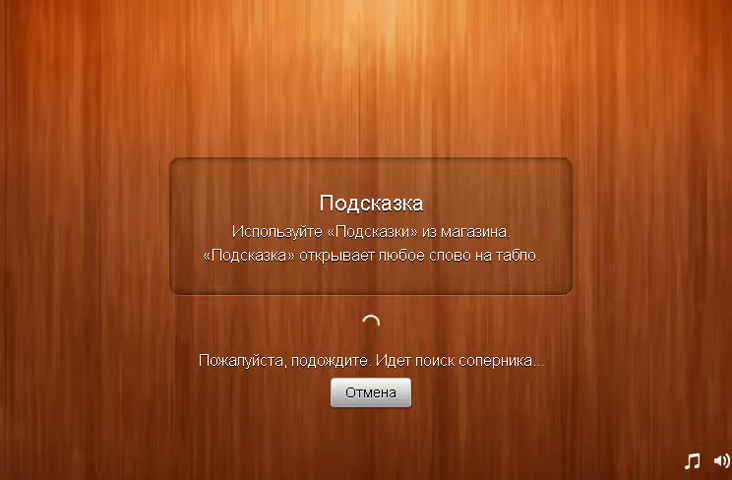 Подсказка
Используйте «Подсказки» из магазина.
«Подсказка» открывает любое слово на табло.
Пожалуйста, подождите. Идет поиск соперника...
Отмена